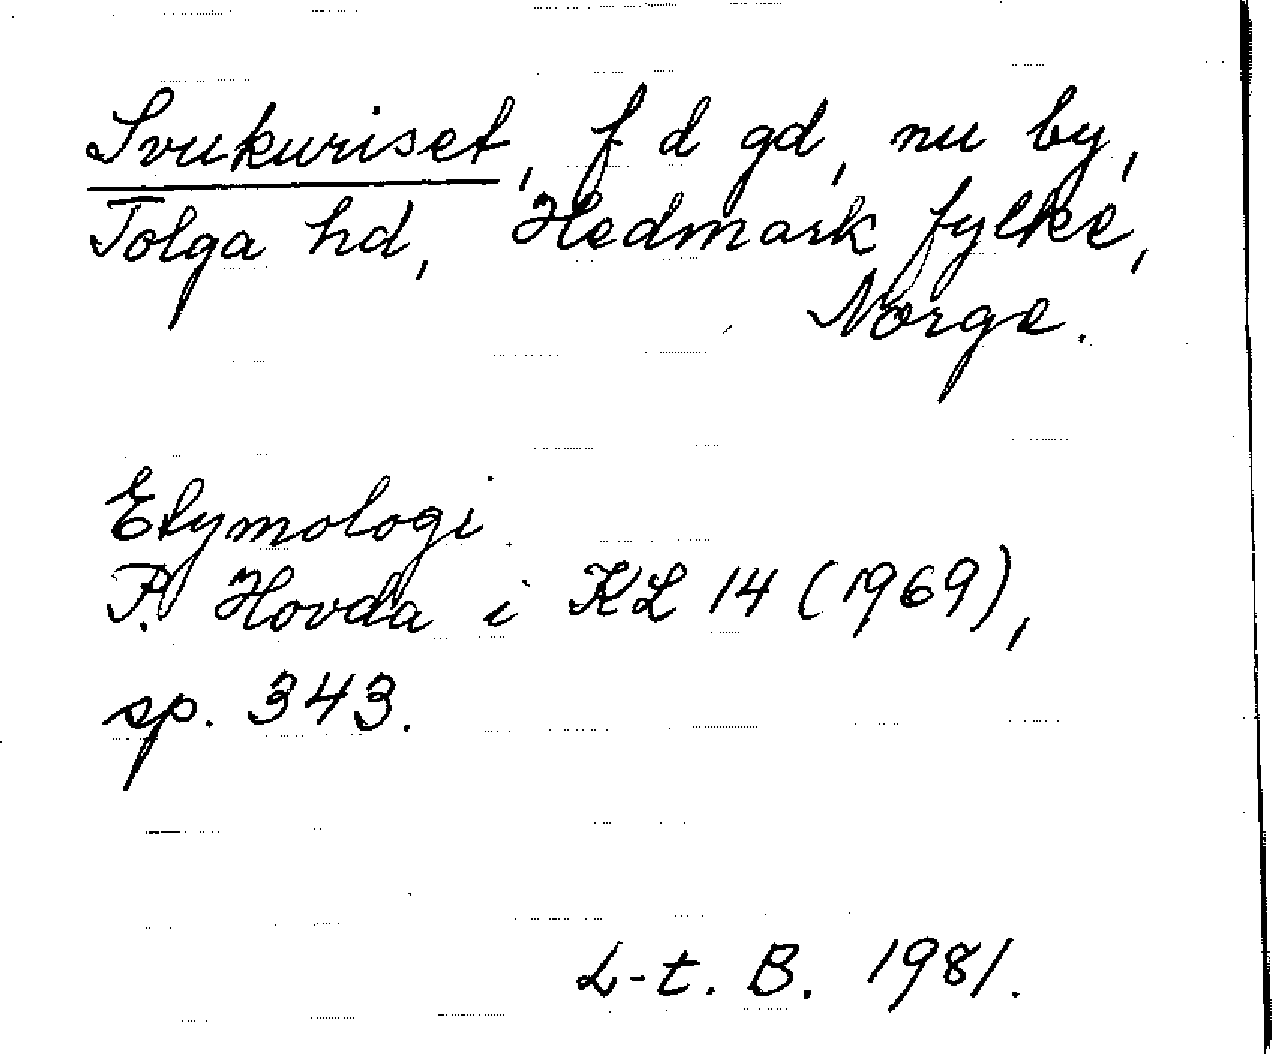 Svukuriset, f d gd, nu by,
Tolga hd, Hedmark fylke,
Norge.
Etymologi
P. Hovda i KL 14 (1969),
sp. 343.
L-t. B. 1981.